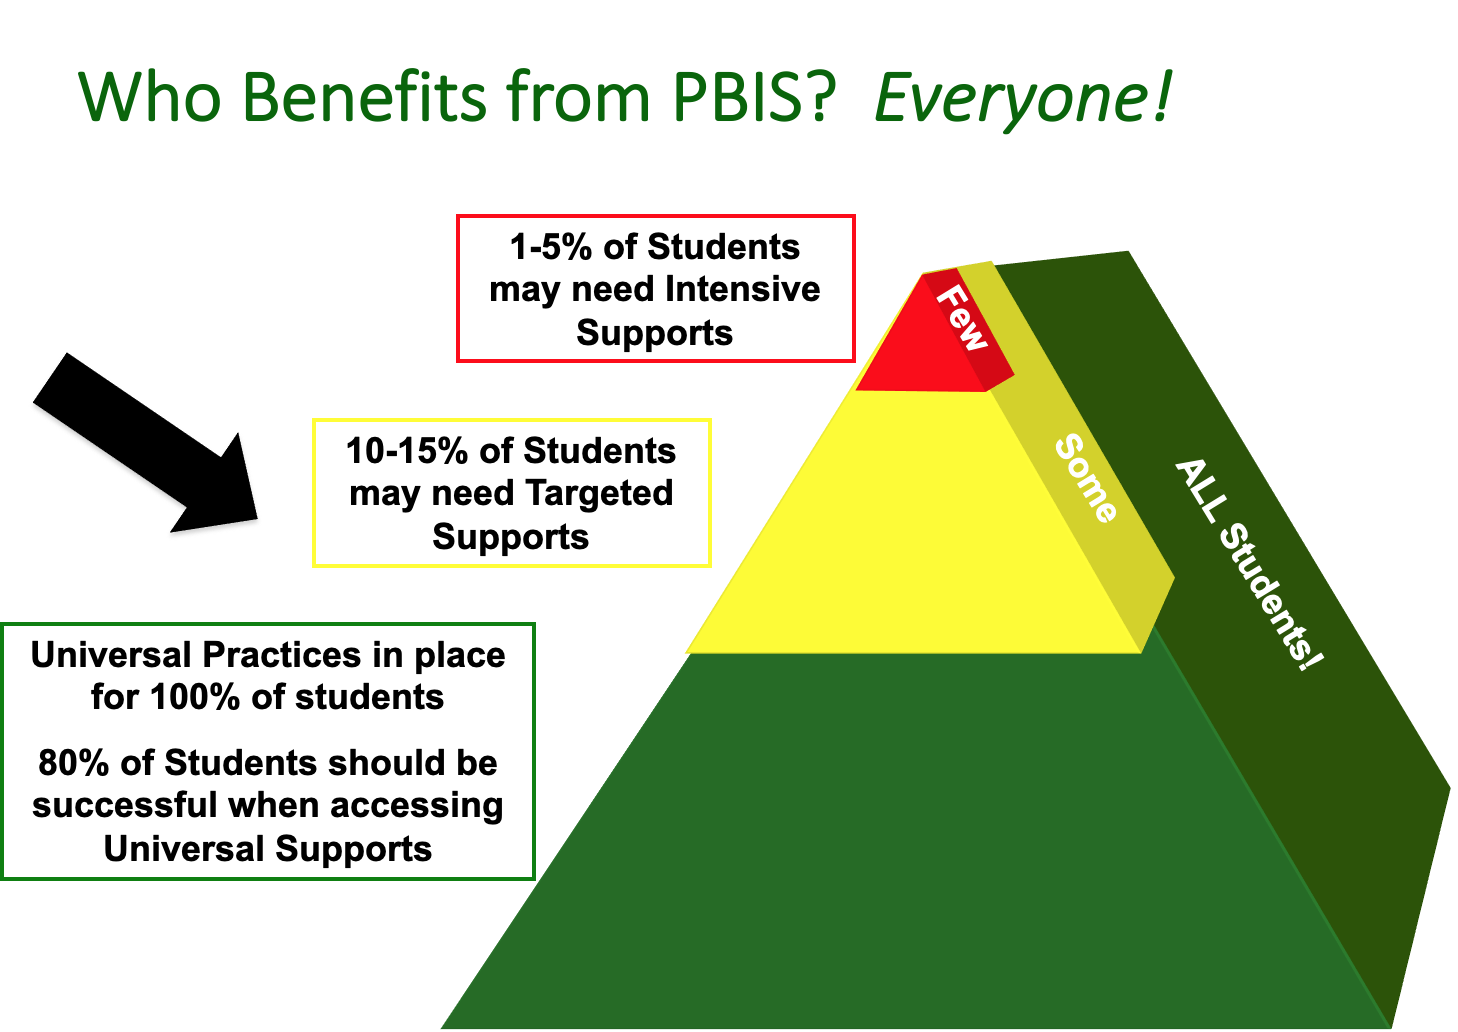 Who Benefits from PBIS? Everyone!
1-5% of Students
may need Intensive
Supports
Few
10-15% of Students
may need Targeted
Supports
Some
ALL Students!
Universal Practices in place
for 100% of students
80% of Students should be
successful when accessing
Universal Supports